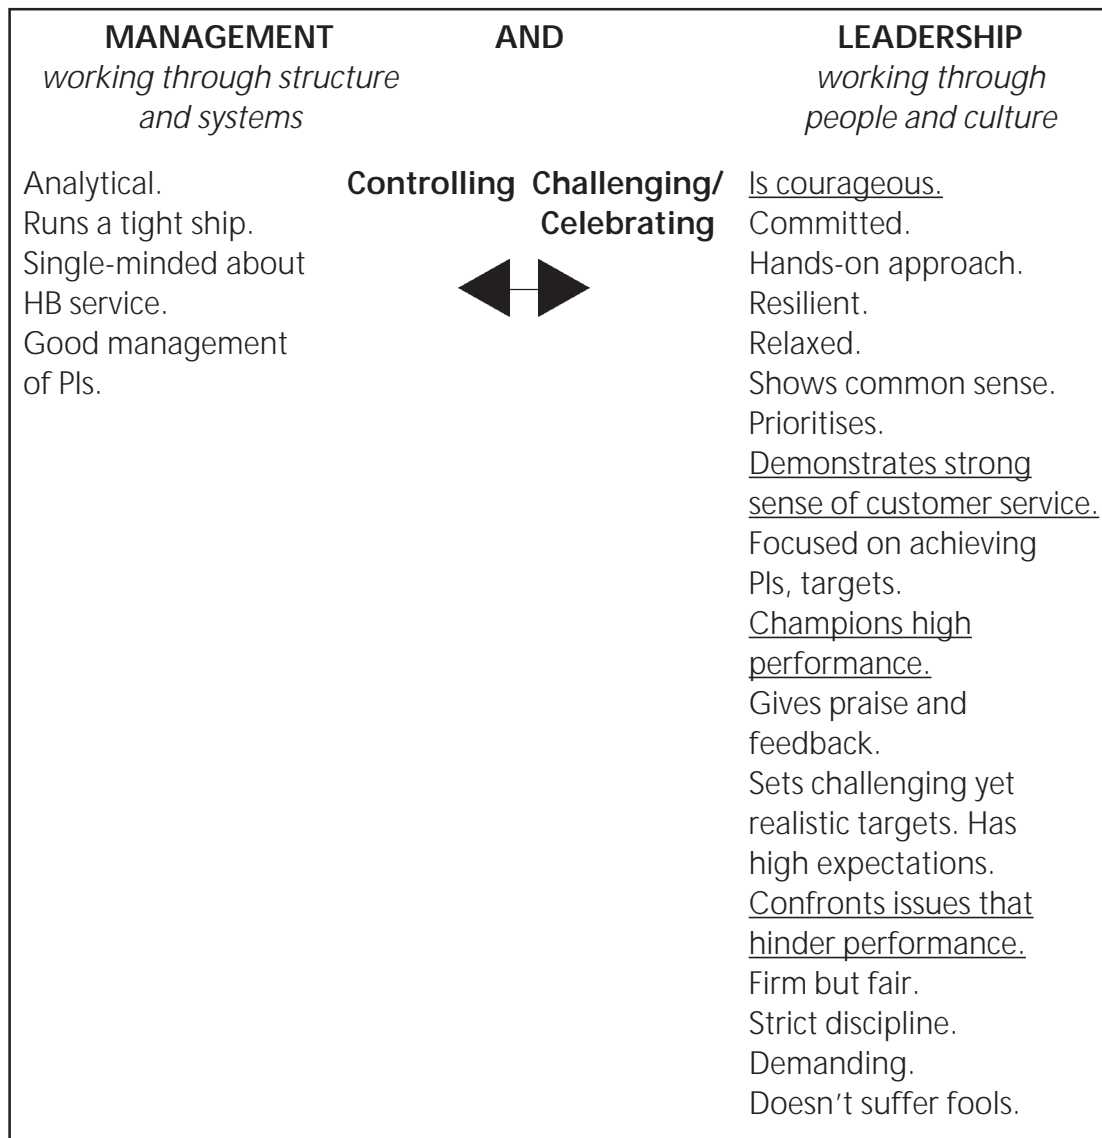 MANAGEMENT AND LEADERSHIP
working through structure
and systems
working through
people and culture
Analytical.
Runs a tight ship.
Single-minded about
HB service.
Good management
of PIs.
Controlling Challenging/
Celebrating
Is courageous.
Committed.
Hands-on approach.
Resilient.
Relaxed.
Shows common sense.
Prioritises.
Demonstrates strong
sense of customer service.
Focused on achieving
PIs, targets.
Champions high
performance.
Gives praise and
feedback.
Sets challenging yet
realistic targets. Has
high expectations.
Confronts issues that
hinder performance.
Firm but fair.
Strict discipline.
Demanding.
Doesn't suffer fools.